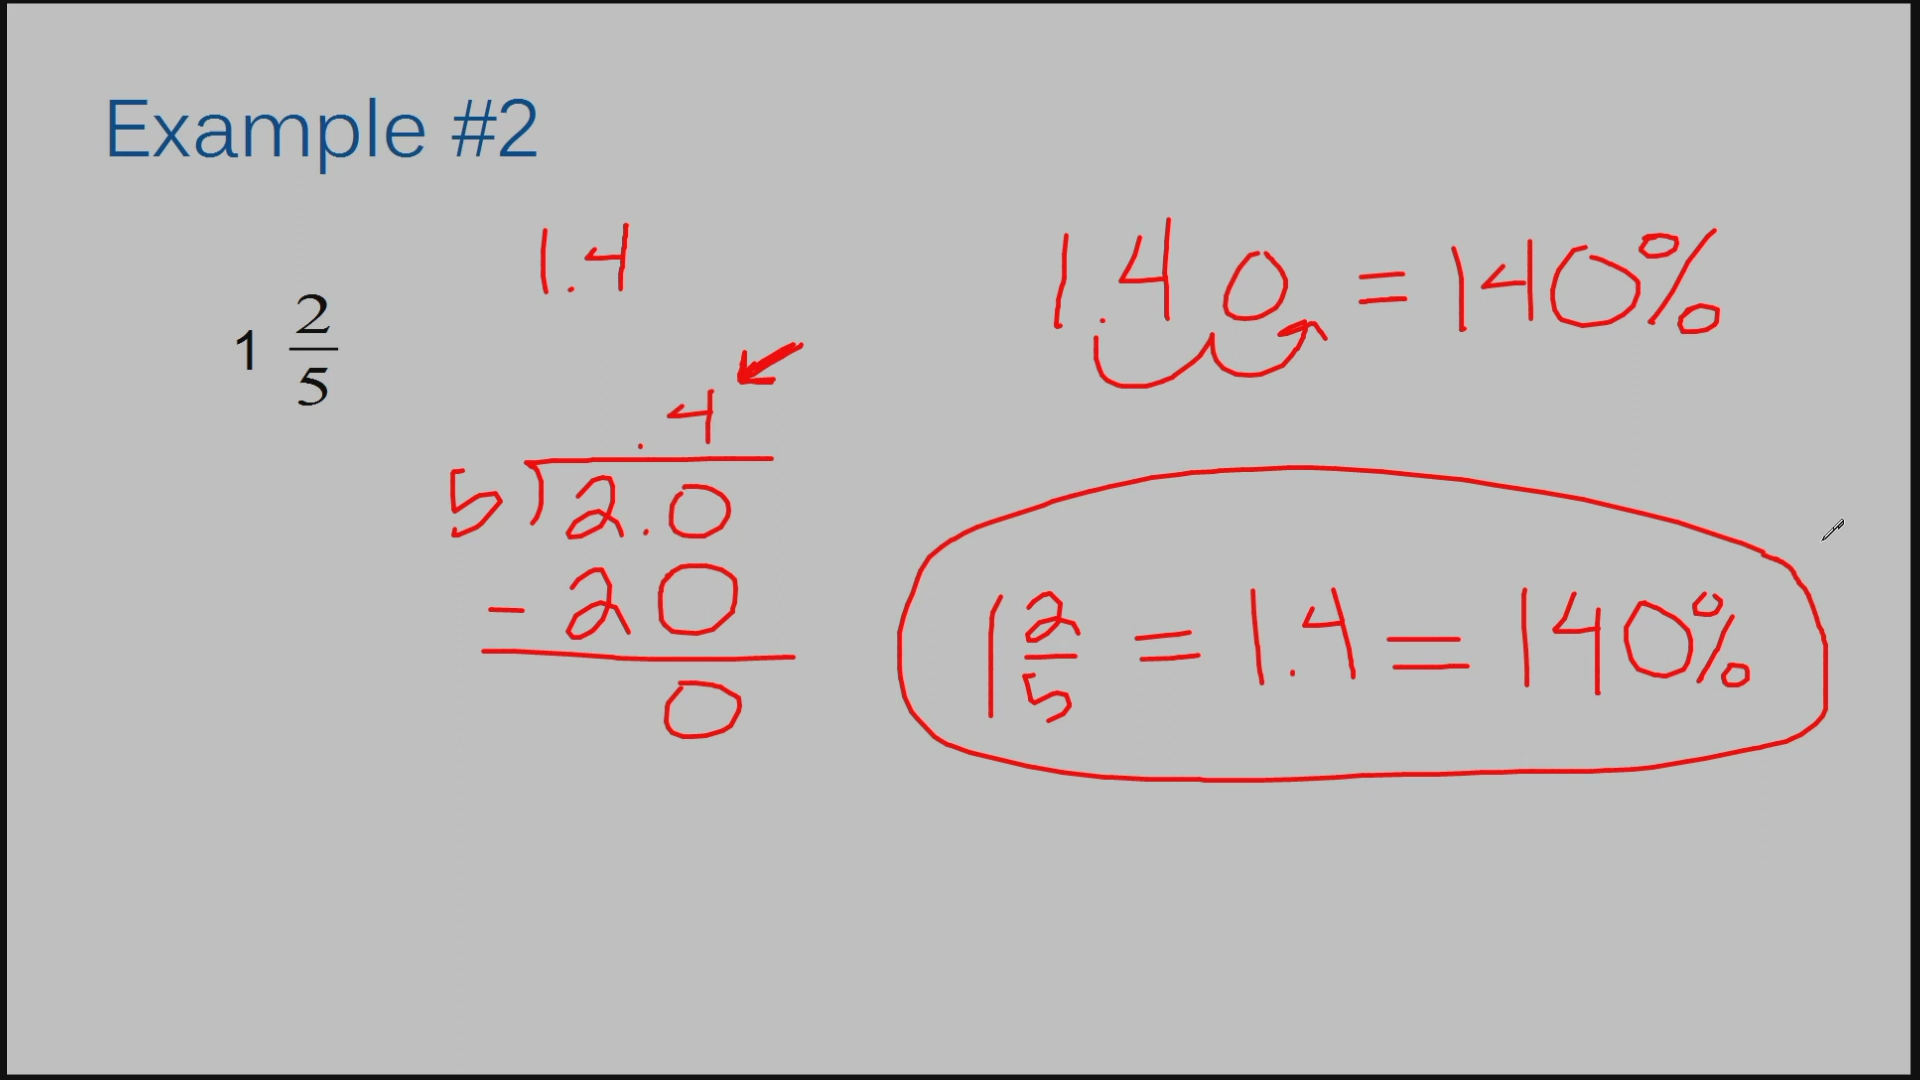 Example #2
1 2/5
1.4
.4
5)2.0
- 20
0
1.40 = 140%
1 2/5 = 1.4 = 140%